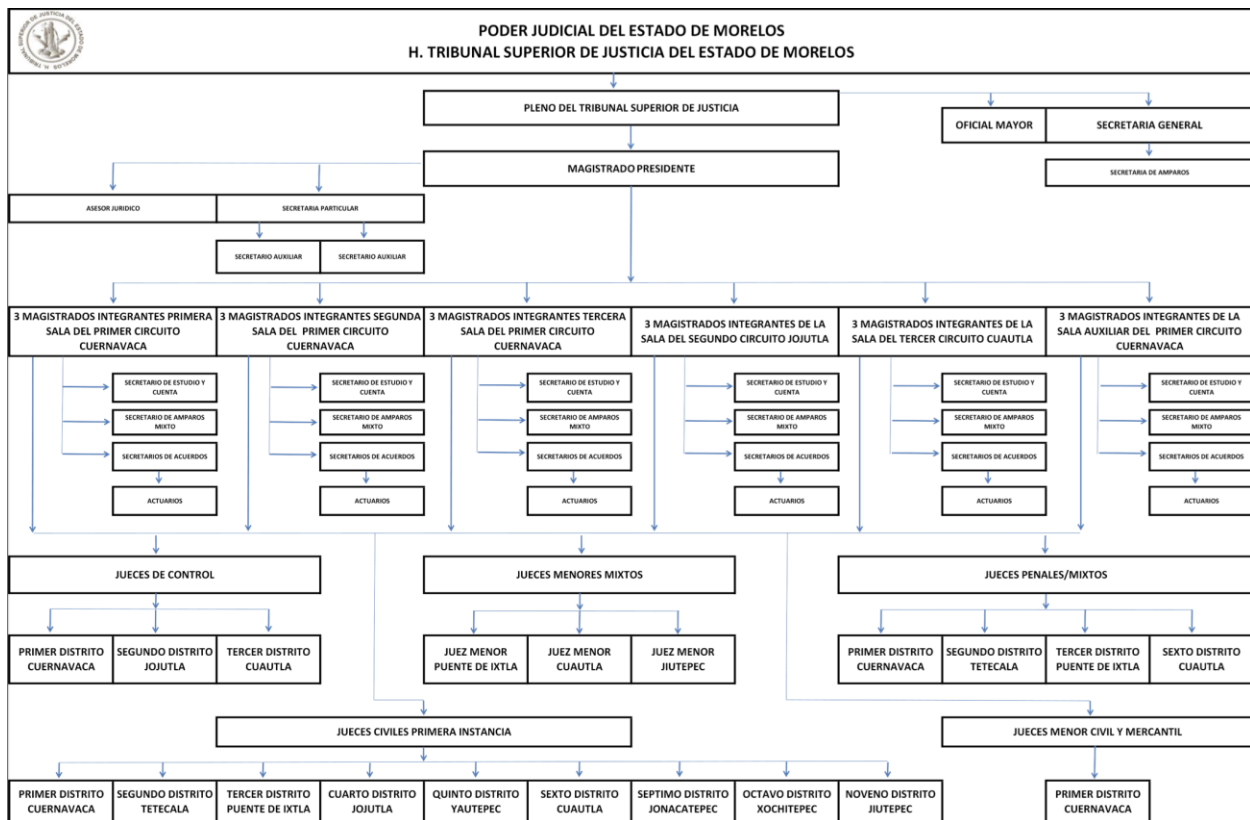 PODER JUDICIAL DEL ESTADO DE MORELOS
H. TRIBUNAL SUPERIOR DE JUSTICIA DEL ESTADO DE MORELOS
H. TRIBUNAL SUPERIOR DE JUSTICIA DEL ESTADO DE MORELOS
PLENO DEL TRIBUNAL SUPERIOR DE JUSTICIA
OFICIAL MAYOR
SECRETARIA GENERAL
MAGISTRADO PRESIDENTE
SECRETARIA DE AMPAROS
ASESOR JURIDICO
SECRETARIA PARTICULAR
SECRETARIO AUXILIAR
SECRETARIO AUXILIAR
3 MAGISTRADOS INTEGRANTES PRIMERA
SALA DEL PRIMER CIRCUITO
CUERNAVACA
3 MAGISTRADOS INTEGRANTES SEGUNDA
SALA DEL PRIMER CIRCUITO
CUERNAVACA
3 MAGISTRADOS INTEGRANTES TERCERA
SALA DEL PRIMER CIRCUITO
CUERNAVACA
3 MAGISTRADOS INTEGRANTES DE LA
SALA DEL SEGUNDO CIRCUITO JOJUTLA
3 MAGISTRADOS INTEGRANTES DE LA
SALA DEL TERCER CIRCUITO CUAUTLA
3 MAGISTRADOS INTEGRANTES DE LA
SALA AUXILIAR DEL PRIMER CIRCUITO
CUERNAVACA
SECRETARIO DE ESTUDIO Y
CUENTA
SECRETARIO DE AMPAROS
MIXTO
SECRETARIOS DE ACUERDOS
ACTUARIOS
SECRETARIO DE ESTUDIO Y
CUENTA
SECRETARIO DE AMPAROS
MIXTO
SECRETARIOS DE ACUERDOS
ACTUARIOS
SECRETARIO DE ESTUDIO Y
CUENTA
SECRETARIO DE AMPAROS
MIXTO
SECRETARIOS DE ACUERDOS
ACTUARIOS
SECRETARIO DE ESTUDIO Y
CUENTA
SECRETARIO DE AMPAROS
MIXTO
SECRETARIOS DE ACUERDOS
ACTUARIOS
SECRETARIO DE ESTUDIO Y
CUENTA
SECRETARIO DE AMPAROS
MIXTO
SECRETARIOS DE ACUERDOS
ACTUARIOS
SECRETARIO DE ESTUDIO Y
CUENTA
SECRETARIO DE AMPAROS
MIXTO
SECRETARIOS DE ACUERDOS
ACTUARIOS
JUECES DE CONTROL
JUECES MENORES MIXTOS
JUECES PENALES/MIXTOS
PRIMER DISTRITO
CUERNAVACA
SEGUNDO DISTRITO
JOJUTLA
TERCER DISTRITO
CUAUTLA
JUEZ MENOR
PUENTE DE IXTLA
JUEZ MENOR
CUAUTLA
JUEZ MENOR
JIUTEPEC
PRIMER DISTRITO
CUERNAVACA
SEGUNDO DISTRITO
TETECALA
TERCER DISTRITO
PUENTE DE IXTLA
SEXTO DISTRITO
CUAUTLA
JUECES CIVILES PRIMERA INSTANCIA
JUECES MENOR CIVIL Y MERCANTIL
PRIMER DISTRITO
CUERNAVACA
SEGUNDO DISTRITO
TETECALA
TERCER DISTRITO
PUENTE DE IXTLA
CUARTO DISTRITO
JOJUTLA
QUINTO DISTRITO
YAUTEPEC
SEXTO DISTRITO
CUAUTLA
SEPTIMO DISTRITO
JONACATEPEC
OCTAVO DISTRITO
XOCHITEPEC
NOVENO DISTRITO
JIUTEPEC
PRIMER DISTRITO
CUERNAVACA